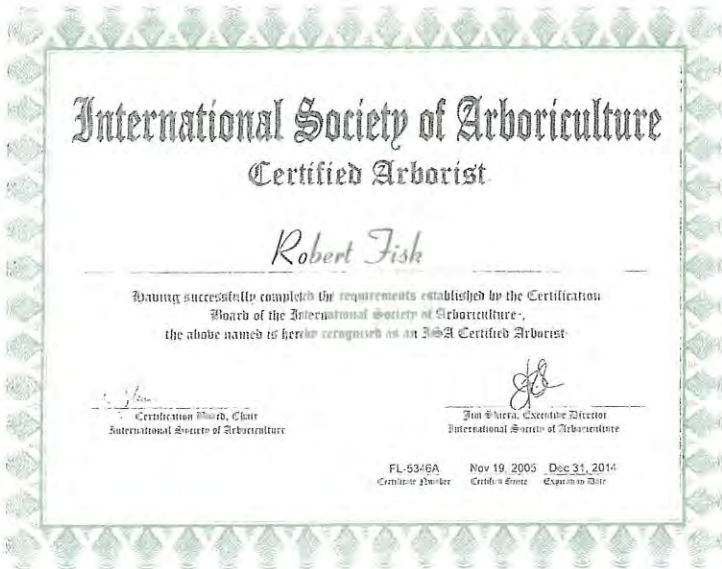 International Society of Arboriculture
Certified Arborist
Robert Fisk
Having successfully completed the requirements established by the Certification
Board of the International Society of Arboriculture,
the above named is hereby recognized as an ISA Certified Arborist
Certification Board, Chair
International Society of Arboriculture
Jim Skiera, Executive Director
International Society of Arboriculture
FL-5346A Nov 19, 2005 Dec 31, 2014
Certificate Number Certified Since Expiration Date